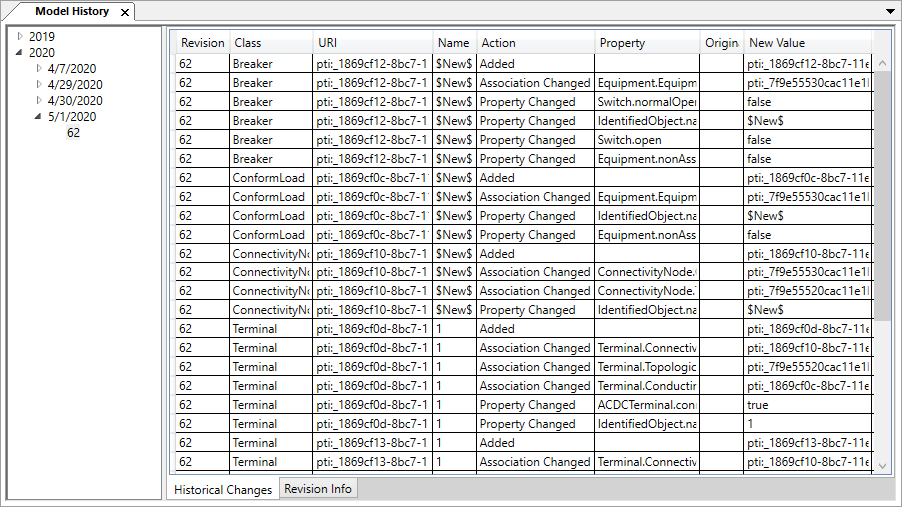 Model History
2019
2020
4/7/2020
4/29/2020
4/30/2020
5/1/2020
62
Revision Class URI Name Action Property Origin New Value
62 Breaker pti:_1869cf12-8bc7-1 $New$ Added pti:_1869cf12-8bc7-11e
62 Breaker pti:_1869cf12-8bc7-1 $New$ Association Changed Equipment.Equipm pti:_7f9e55530cac11e1
62 Breaker pti:_1869cf12-8bc7-1 $New$ Property Changed Switch.normalOpe false
62 Breaker pti:_1869cf12-8bc7-1 $New$ Property Changed IdentifiedObject.na $New$
62 Breaker pti:_1869cf12-8bc7-1 $New$ Property Changed Switch.open false
62 Breaker pti:_1869cf12-8bc7-1 $New$ Property Changed Equipment.nonAss false
62 ConformLoad pti:_1869cf0c-8bc7-1 $New$ Added pti:_1869cf0c-8bc7-11e
62 ConformLoad pti:_1869cf0c-8bc7-1 $New$ Association Changed Equipment.Equipm pti:_7f9e55530cac11e1
62 ConformLoad pti:_1869cf0c-8bc7-1 $New$ Property Changed IdentifiedObject.na $New$
62 ConformLoad pti:_1869cf0c-8bc7-1 $New$ Property Changed Equipment.nonAss false
62 ConnectivityNo pti:_1869cf10-8bc7-1 $New$ Added pti:_1869cf10-8bc7-11e
62 ConnectivityNo pti:_1869cf10-8bc7-1 $New$ Association Changed ConnectivityNode. pti:_7f9e55530cac11e1
62 ConnectivityNo pti:_1869cf10-8bc7-1 $New$ Association Changed ConnectivityNode. pti:_7f9e55520cac11e1
62 ConnectivityNo pti:_1869cf10-8bc7-1 $New$ Property Changed IdentifiedObject.na $New$
62 Terminal pti:_1869cf0d-8bc7-1 1 Added pti:_1869cf0d-8bc7-11e
62 Terminal pti:_1869cf0d-8bc7-1 1 Association Changed Terminal.Connectiv pti:_1869cf10-8bc7-11e
62 Terminal pti:_1869cf0d-8bc7-1 1 Association Changed Terminal.Topologic pti:_7f9e55520cac11e1
62 Terminal pti:_1869cf0d-8bc7-1 1 Association Changed Terminal.Conductin pti:_1869cf0c-8bc7-11e
62 Terminal pti:_1869cf0d-8bc7-1 1 Property Changed ACDCTerminal.con true
62 Terminal pti:_1869cf0d-8bc7-1 1 Property Changed IdentifiedObject.na 1
62 Terminal pti:_1869cf13-8bc7-1 1 Added pti:_1869cf13-8bc7-11e
62 Terminal pti:_1869cf13-8bc7-1 1 Association Changed Terminal.Connectiv pti:_1869cf10-8bc7-11e
Historical Changes Revision Info